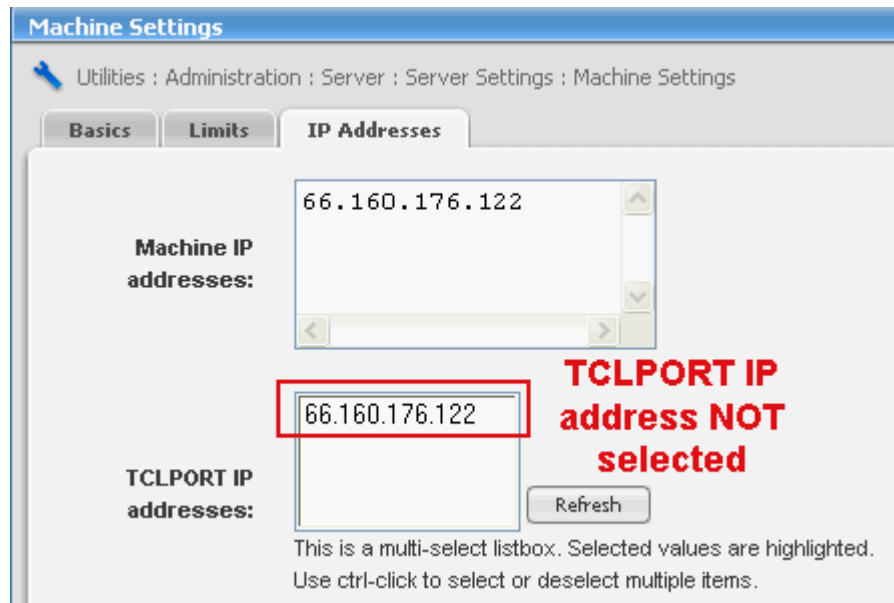 Machine Settings
Utilities : Administration : Server : Server Settings : Machine Settings
Basics Limits IP Addresses
66.160.176.122
Machine IP
addresses:
TCLPORT IP
address NOT
selected
66.160.176.122
TCLPORT IP
addresses:
Refresh
This is a multi-select listbox. Selected values are highlighted.
Use ctrl-click to select or deselect multiple items.